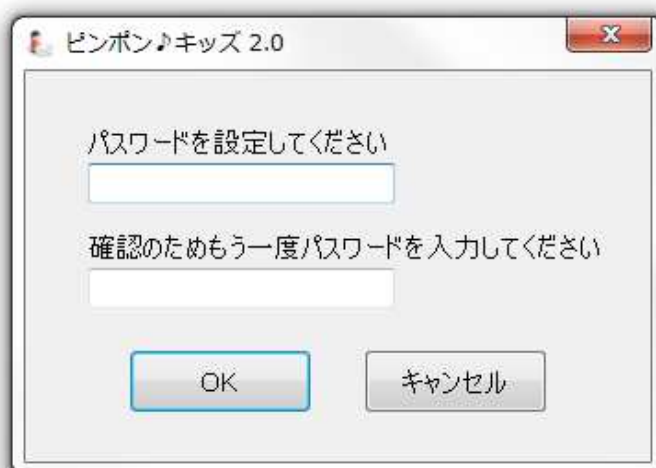 ピンポン♪キッズ 2.0
パスワードを設定してください
確認のためもう一度パスワードを入力してください
OK
キャンセル